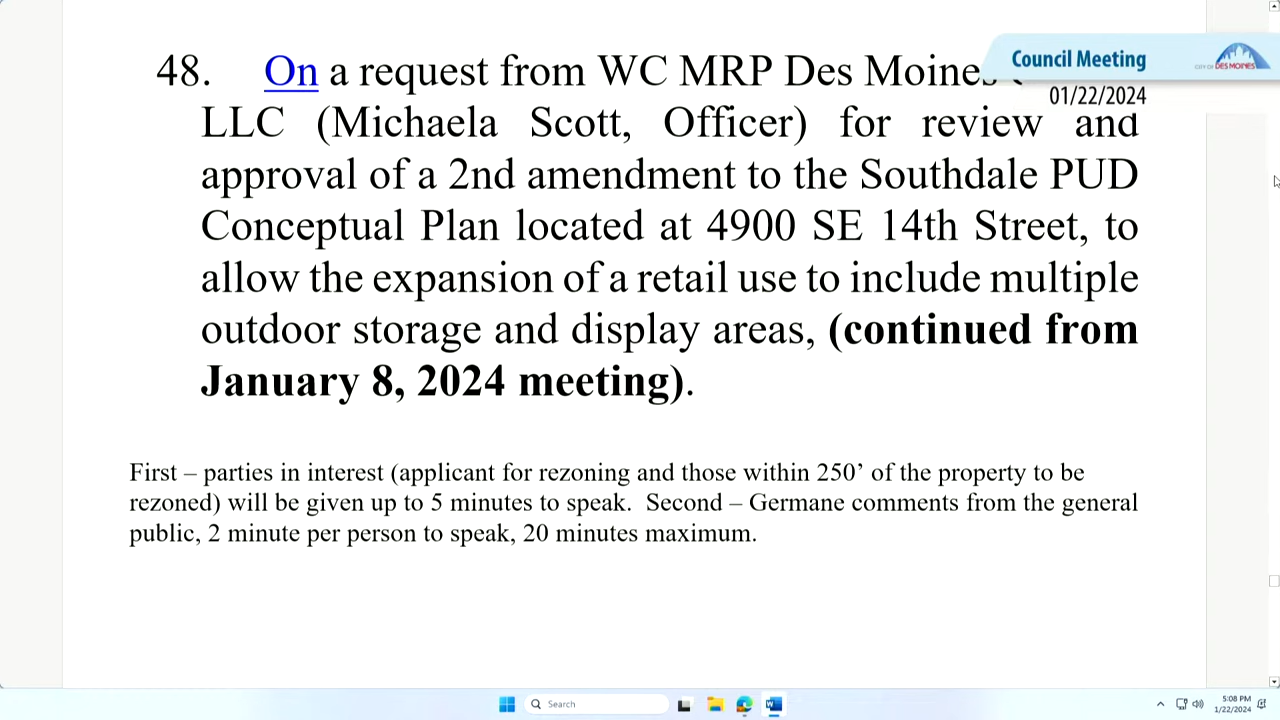 48. On a request from WC MRP Des Moines
Council Meeting
CITY OF DES MOINES
01/22/2024
LLC (Michaela Scott, Officer) for review and
approval of a 2nd amendment to the Southdale PUD
Conceptual Plan located at 4900 SE 14th Street, to
allow the expansion of a retail use to include multiple
outdoor storage and display areas, (continued from
January 8, 2024 meeting).
First – parties in interest (applicant for rezoning and those within 250’ of the property to be
rezoned) will be given up to 5 minutes to speak. Second – Germane comments from the general
public, 2 minute per person to speak, 20 minutes maximum.
Search
5:08 PM
1/22/2024